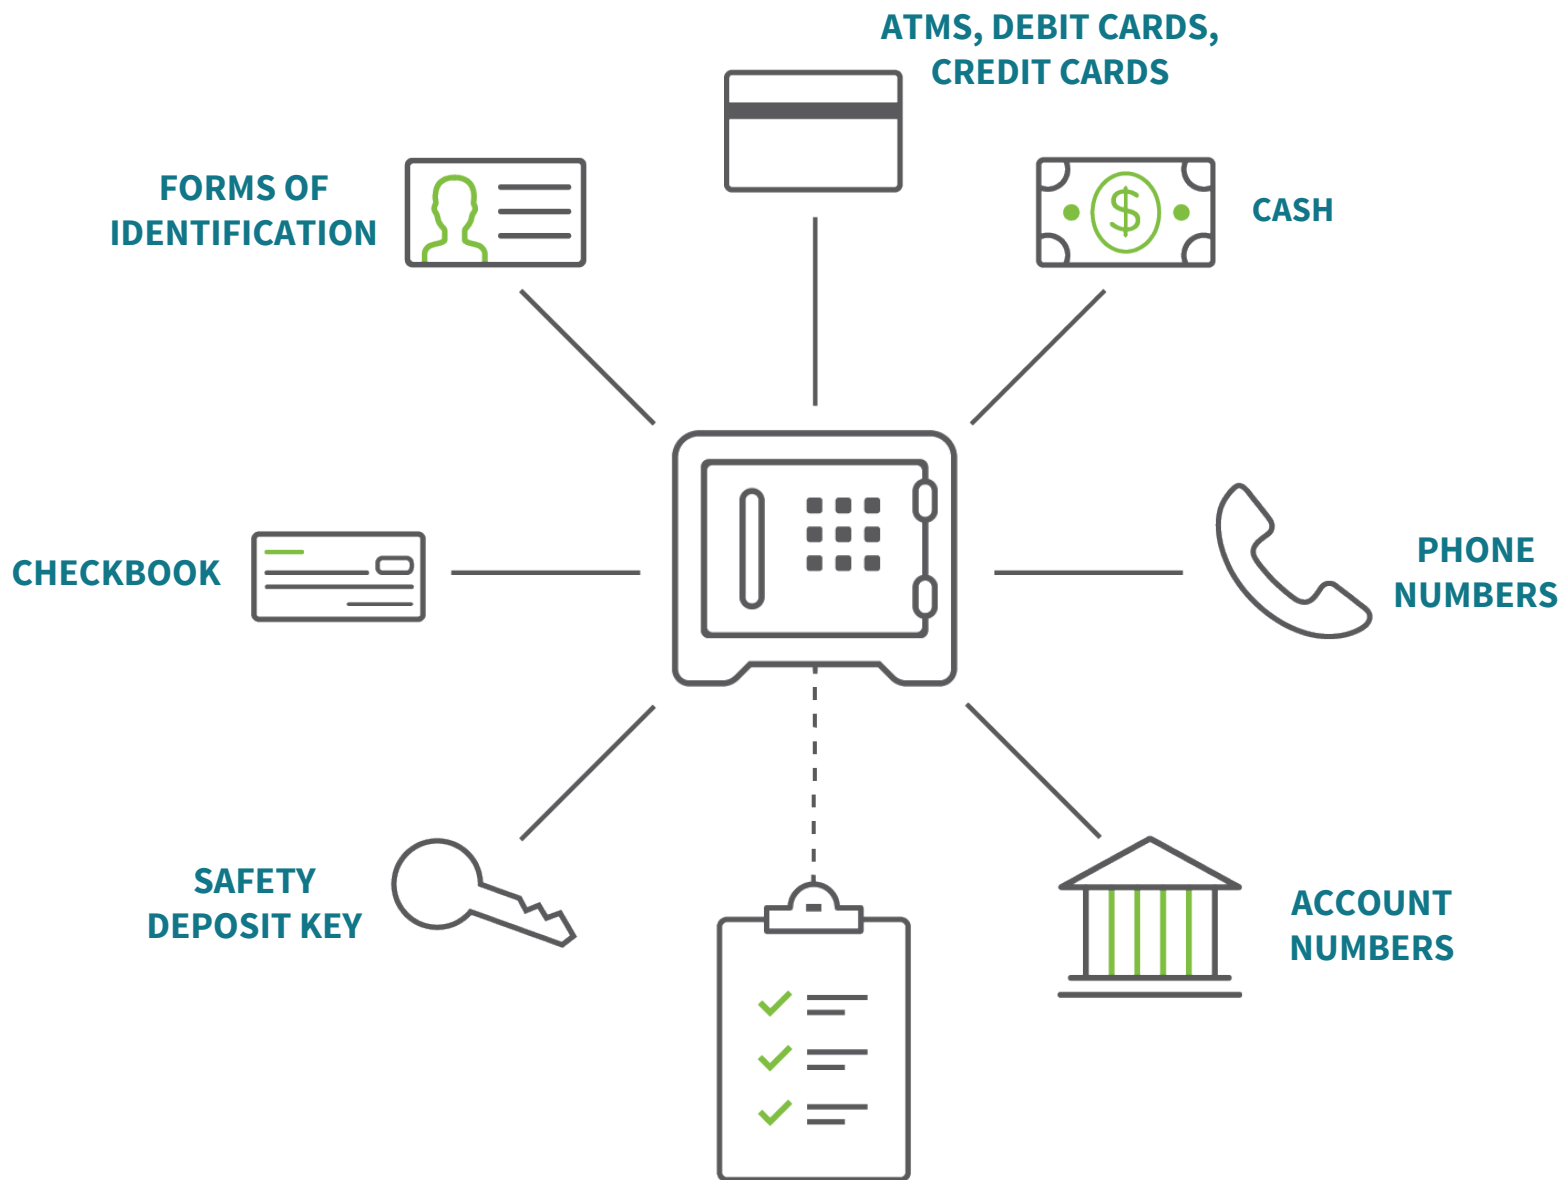 ATMS, DEBIT CARDS,
CREDIT CARDS
FORMS OF
IDENTIFICATION
CASH
CHECKBOOK
PHONE
NUMBERS
SAFETY
DEPOSIT KEY
ACCOUNT
NUMBERS